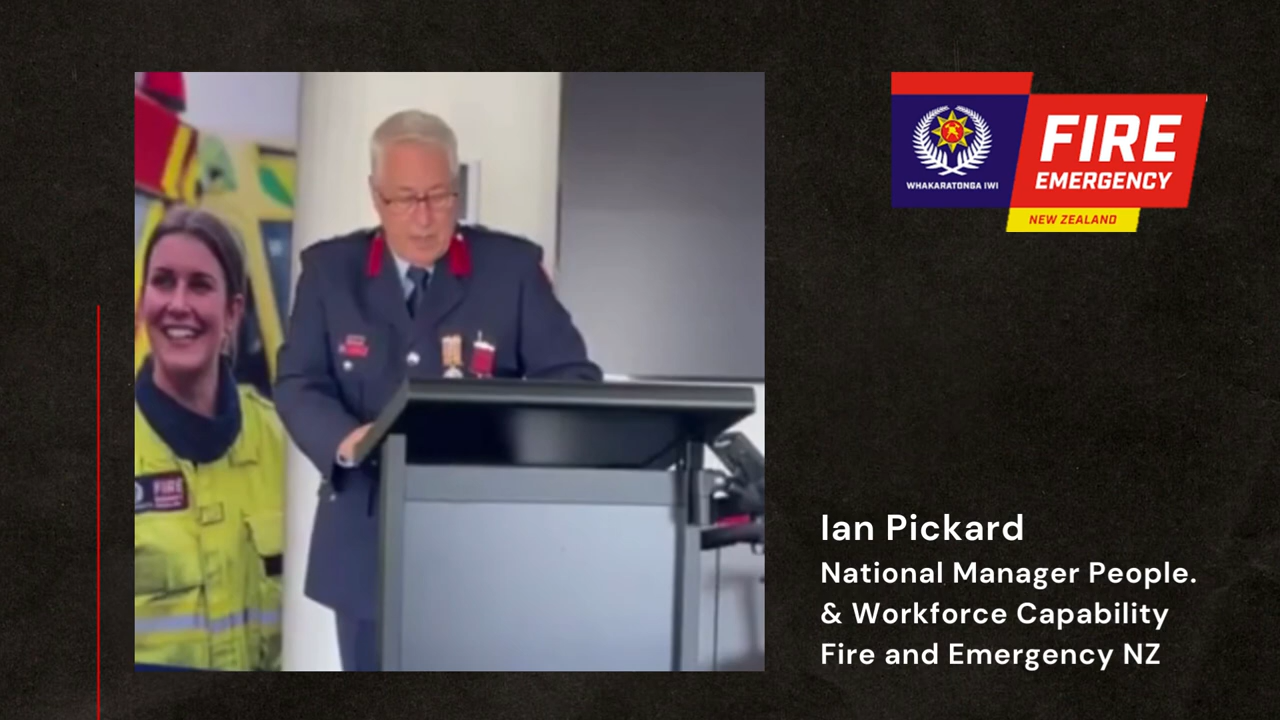 FIRE
EMERGENCY
WHAKARATONGA IWI
NEW ZEALAND
FIRE
Ian Pickard
National Manager People.
& Workforce Capability
Fire and Emergency NZ